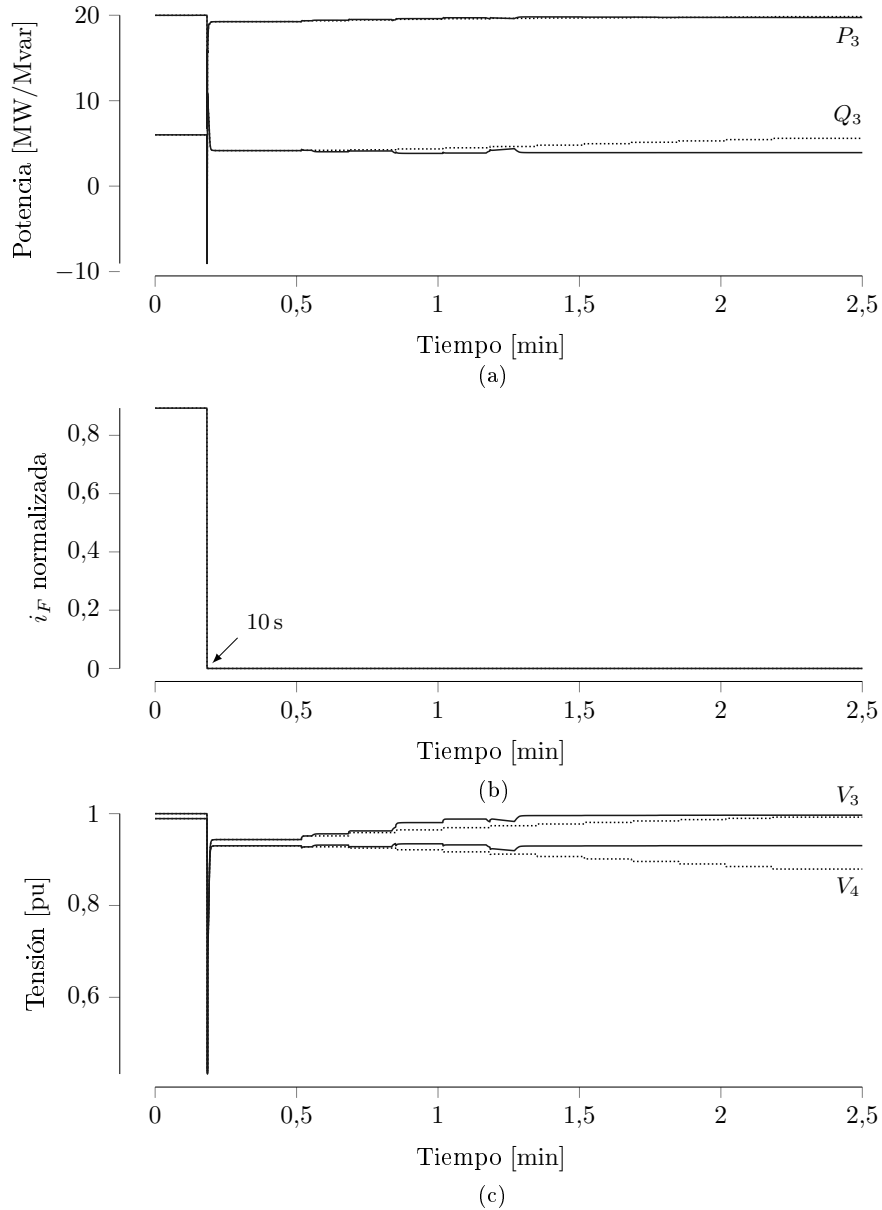 20
10
0
−10
Potencia [MW/Mvar]
P3
Q3
0 0,5 1 1,5 2 2,5
Tiempo [min]
(a)
0,8
0,6
0,4
0,2
0
iF normalizada
10 s
0 0,5 1 1,5 2 2,5
Tiempo [min]
(b)
1
0,8
0,6
Tensión [pu]
V3
V4
0 0,5 1 1,5 2 2,5
Tiempo [min]
(c)